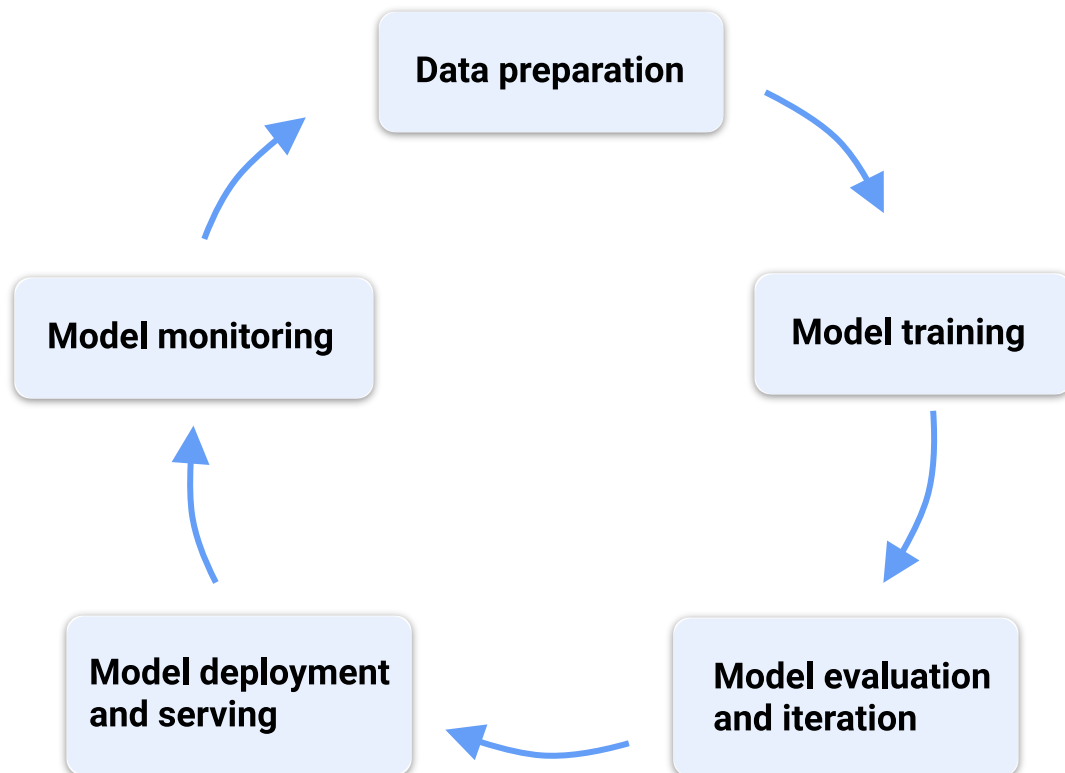 Data preparation
Model training
Model evaluation
and iteration
Model deployment
and serving
Model monitoring